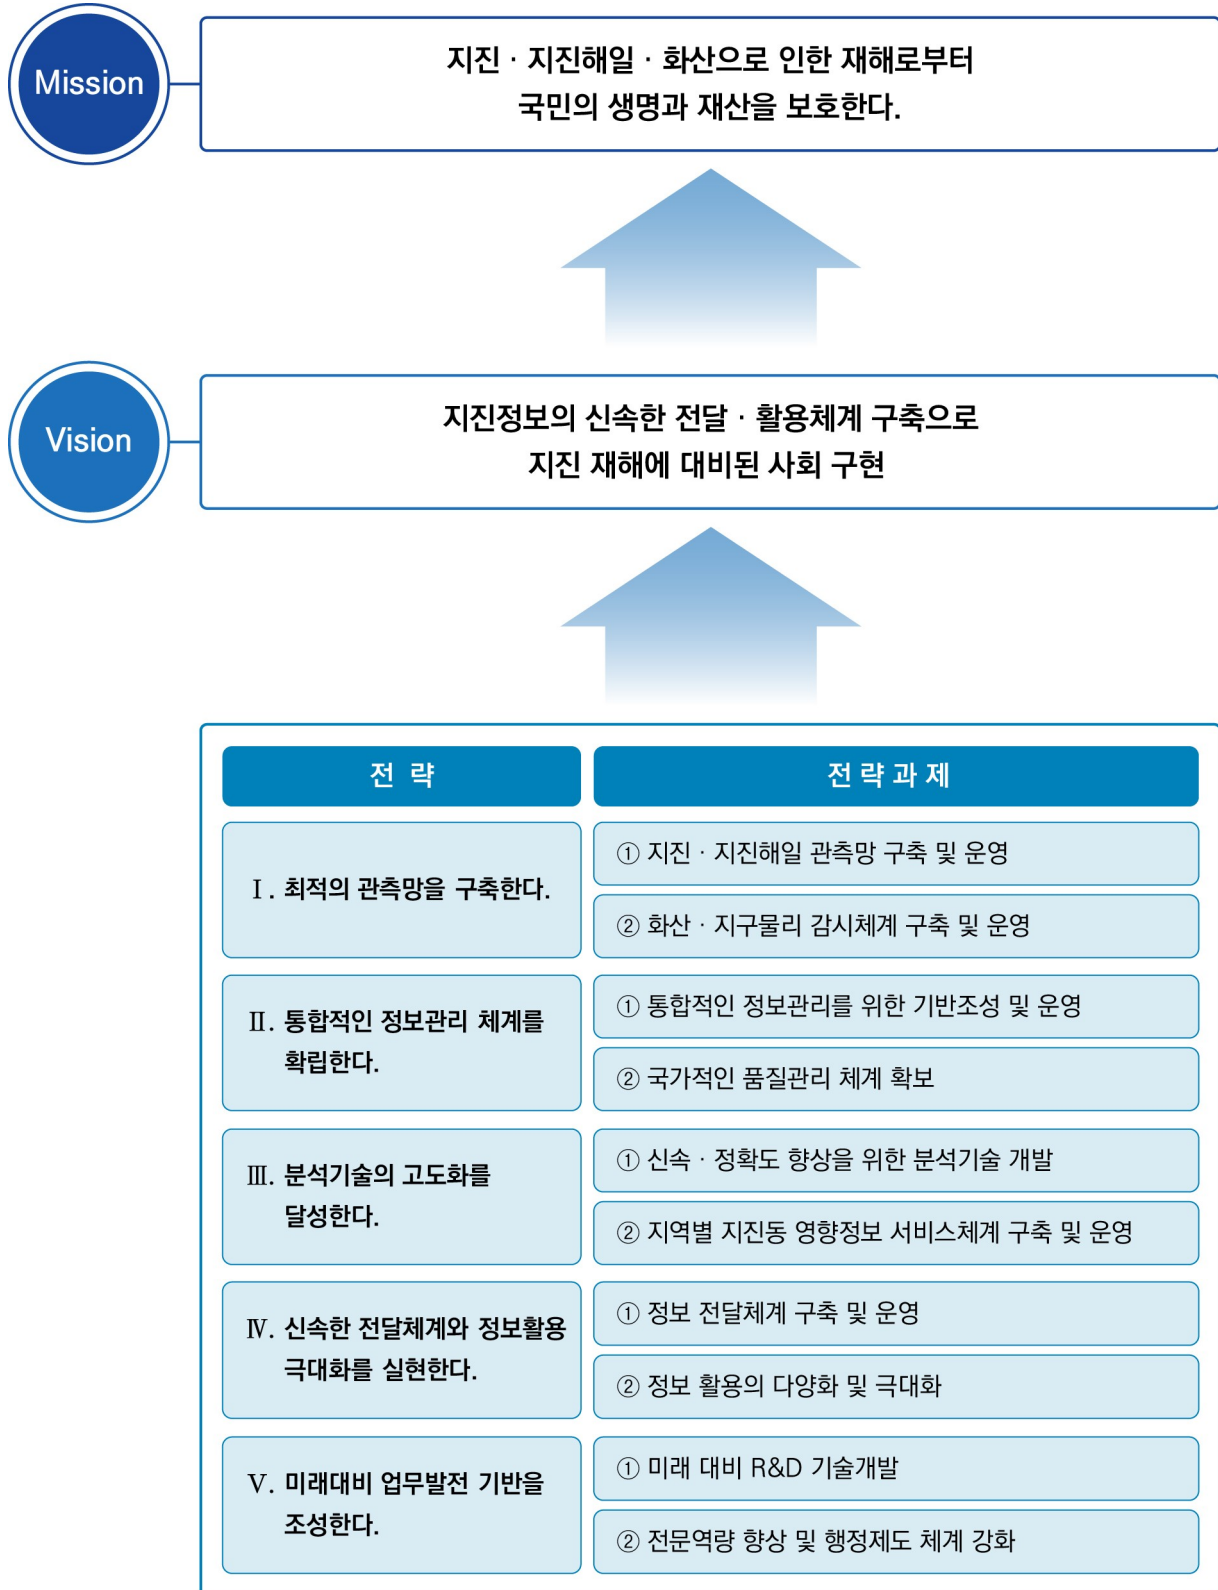 Mission
지진 · 지진해일 · 화산으로 인한 재해로부터
국민의 생명과 재산을 보호한다.
Vision
지진정보의 신속한 전달 · 활용체계 구축으로
지진 재해에 대비된 사회 구현
전 략
전 략 과 제
Ⅰ. 최적의 관측망을 구축한다.
① 지진 · 지진해일 관측망 구축 및 운영
② 화산 · 지구물리 감시체계 구축 및 운영
Ⅱ. 통합적인 정보관리 체계를
확립한다.
① 통합적인 정보관리를 위한 기반조성 및 운영
② 국가적인 품질관리 체계 확보
Ⅲ. 분석기술의 고도화를
달성한다.
① 신속 · 정확도 향상을 위한 분석기술 개발
② 지역별 지진동 영향정보 서비스체계 구축 및 운영
Ⅳ. 신속한 전달체계와 정보활용
극대화를 실현한다.
① 정보 전달체계 구축 및 운영
② 정보 활용의 다양화 및 극대화
Ⅴ. 미래대비 업무발전 기반을
조성한다.
① 미래 대비 R&D 기술개발
② 전문역량 향상 및 행정제도 체계 강화